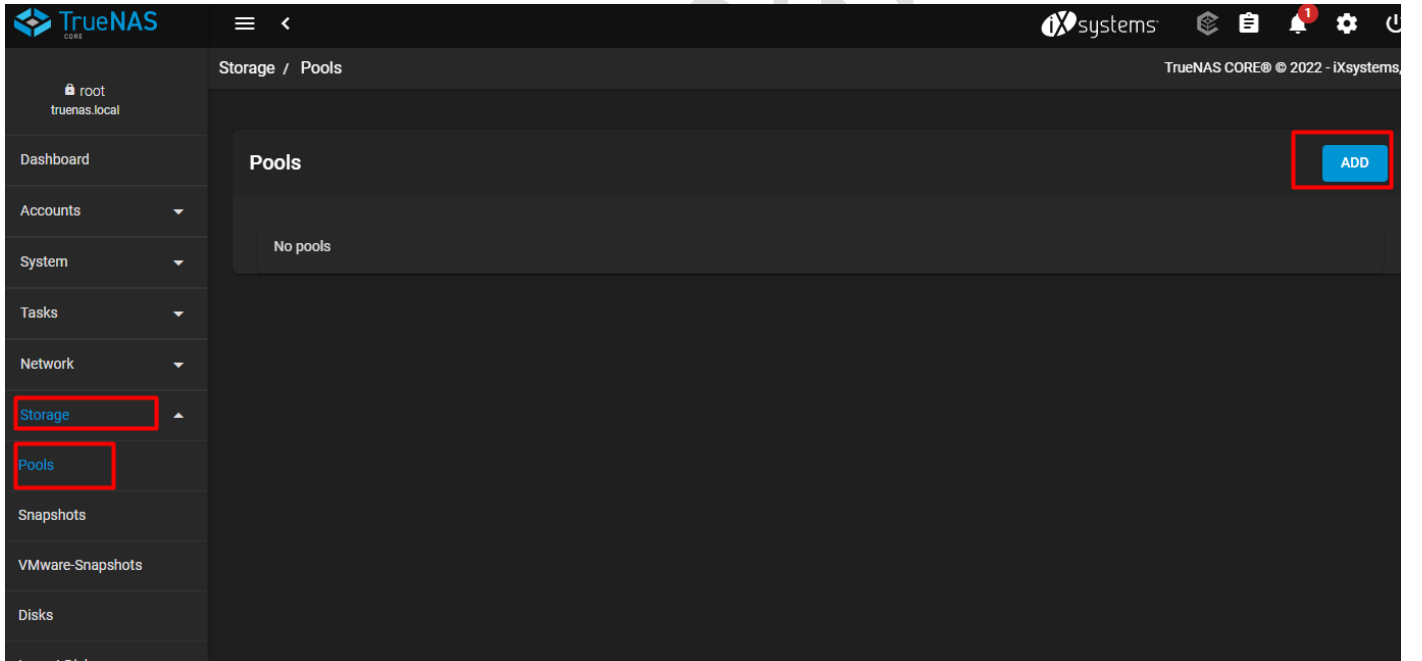 TrueNAS
CORE
iXsystems
1
Storage / Pools
TrueNAS CORE® © 2022 - iXsystems,
root
truenas.local
Dashboard
Pools
ADD
Accounts
No pools
System
Tasks
Network
Storage
Pools
Snapshots
VMware-Snapshots
Disks